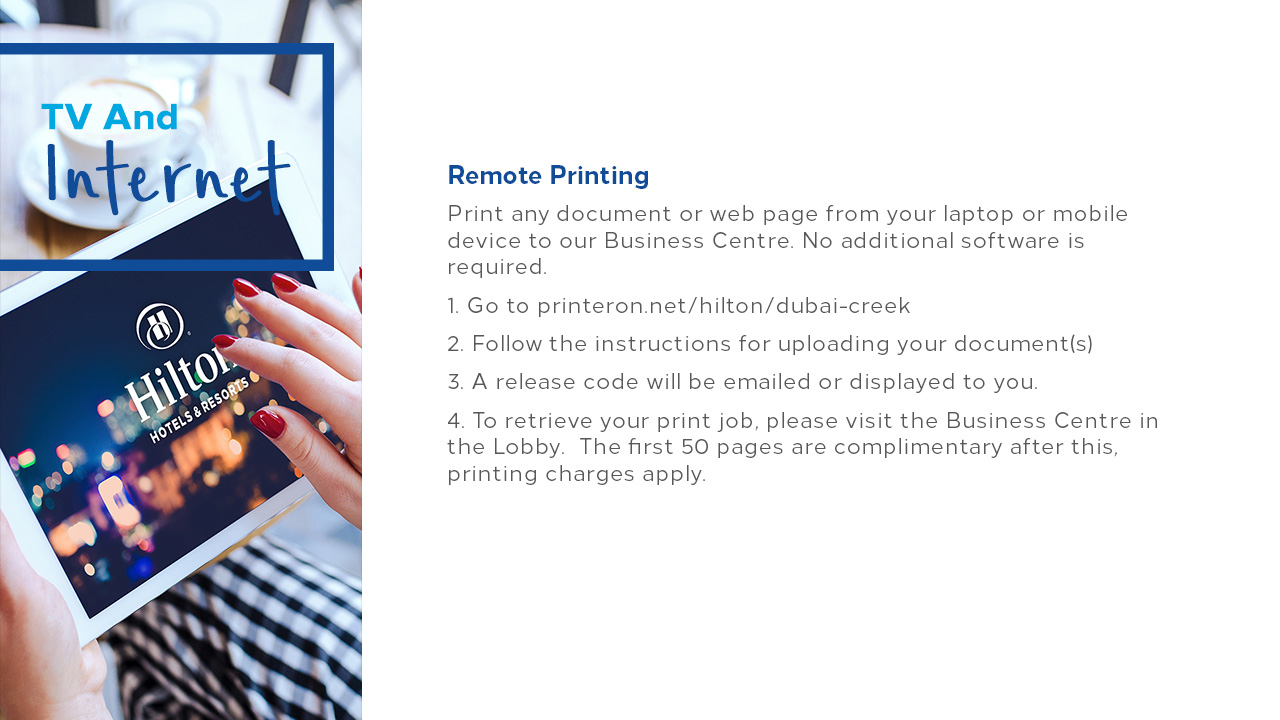 TV And
Internet
Hilton
HOTELS & RESORTS
Remote Printing
Print any document or web page from your laptop or mobile
device to our Business Centre. No additional software is
required.
1. Go to printeron.net/hilton/dubai-creek
2. Follow the instructions for uploading your document(s)
3. A release code will be emailed or displayed to you.
4. To retrieve your print job, please visit the Business Centre in
the Lobby.  The first 50 pages are complimentary after this,
printing charges apply.